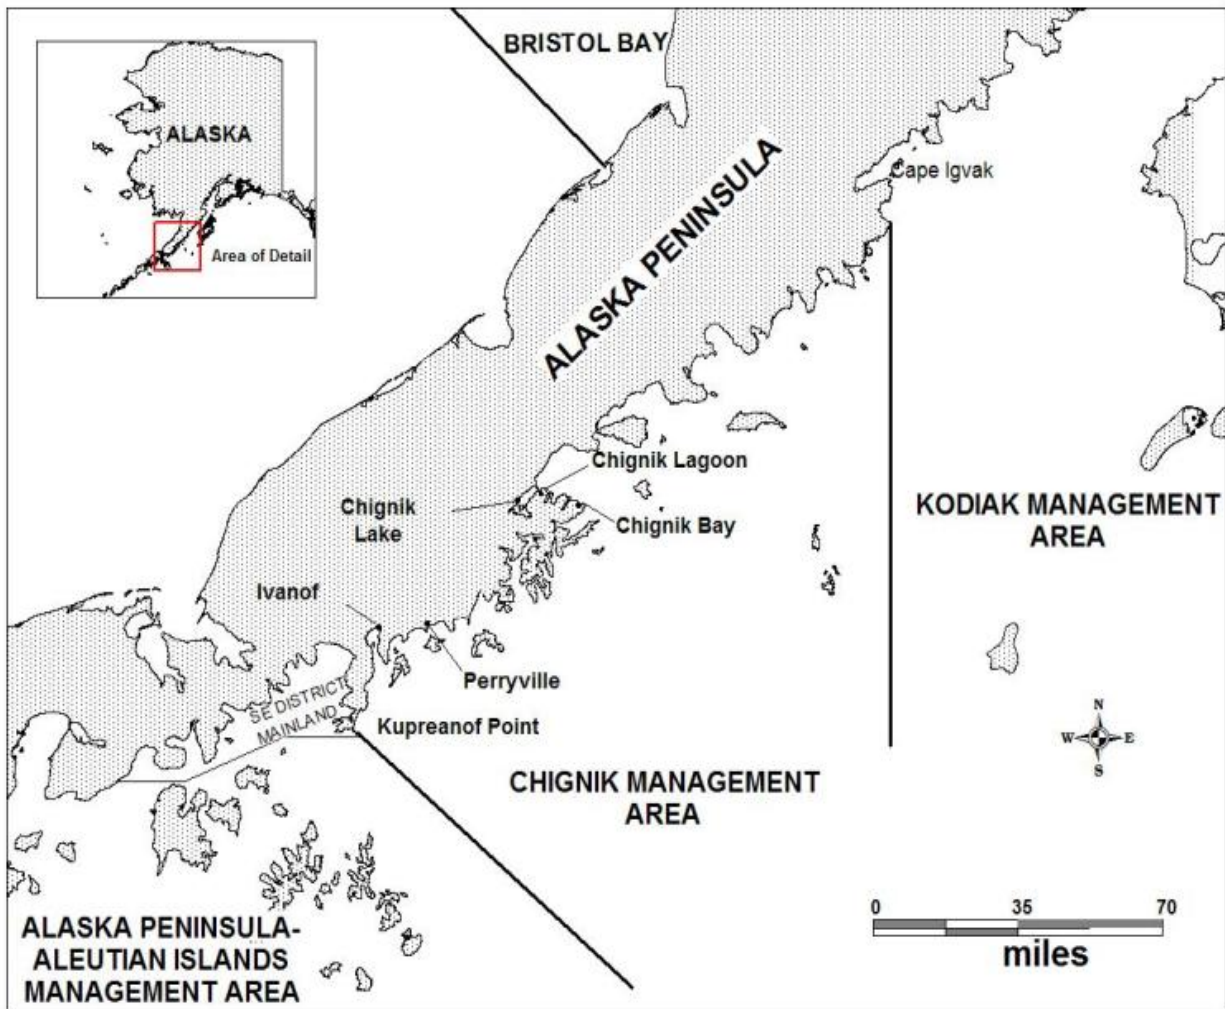 BRISTOL BAY
ALASKA
Area of Detail
ALASKA PENINSULA
Cape Igvak
Chignik Lagoon
Chignik
Lake
Chignik Bay
KODIAK MANAGEMENT
AREA
Ivanof
Perryville
SE DISTRICT
MAINLAND
Kupreanof Point
N
W E
S
CHIGNIK MANAGEMENT
AREA
ALASKA PENINSULA-
ALEUTIAN ISLANDS
MANAGEMENT AREA
0 35 70
miles